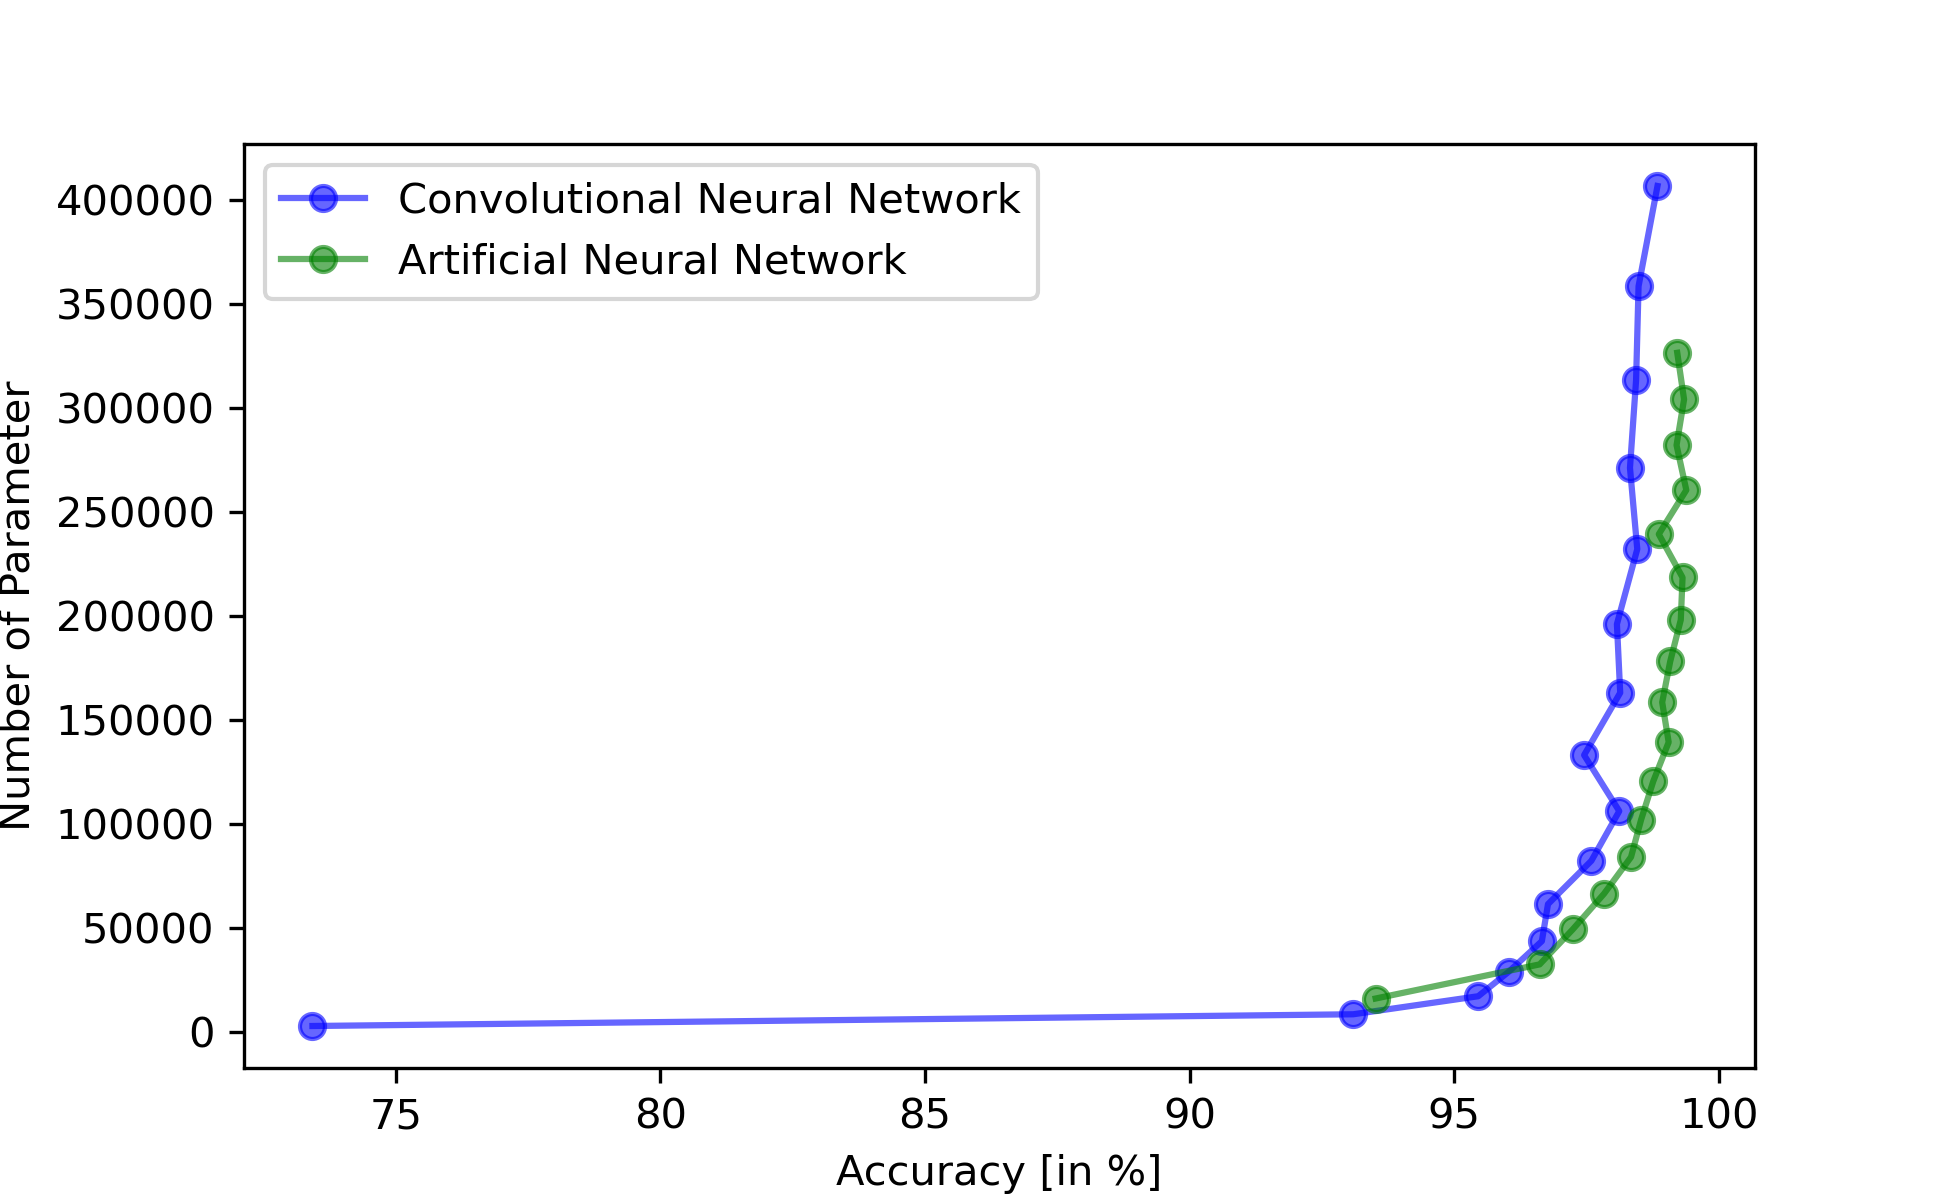 Convolutional Neural Network
Artificial Neural Network
400000
350000
300000
250000
200000
150000
100000
50000
0
Number of Parameter
75 80 85 90 95 100
Accuracy [in %]